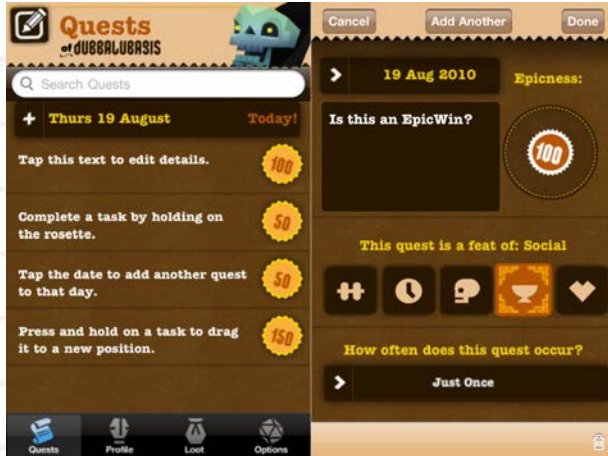 Quests
of DUBBALUBASIS
Search Quests
Thurs 19 August Today!
Tap this text to edit details. 100
Complete a task by holding on
the rosette. 50
Tap the date to add another quest
to that day. 50
Press and hold on a task to drag
it to a new position. 150
Quests Profile Loot Options
Cancel Add Another Done
19 Aug 2010 Epicness:
Is this an EpicWin?
100
This quest is a feat of: Social
How often does this quest occur?
Just Once